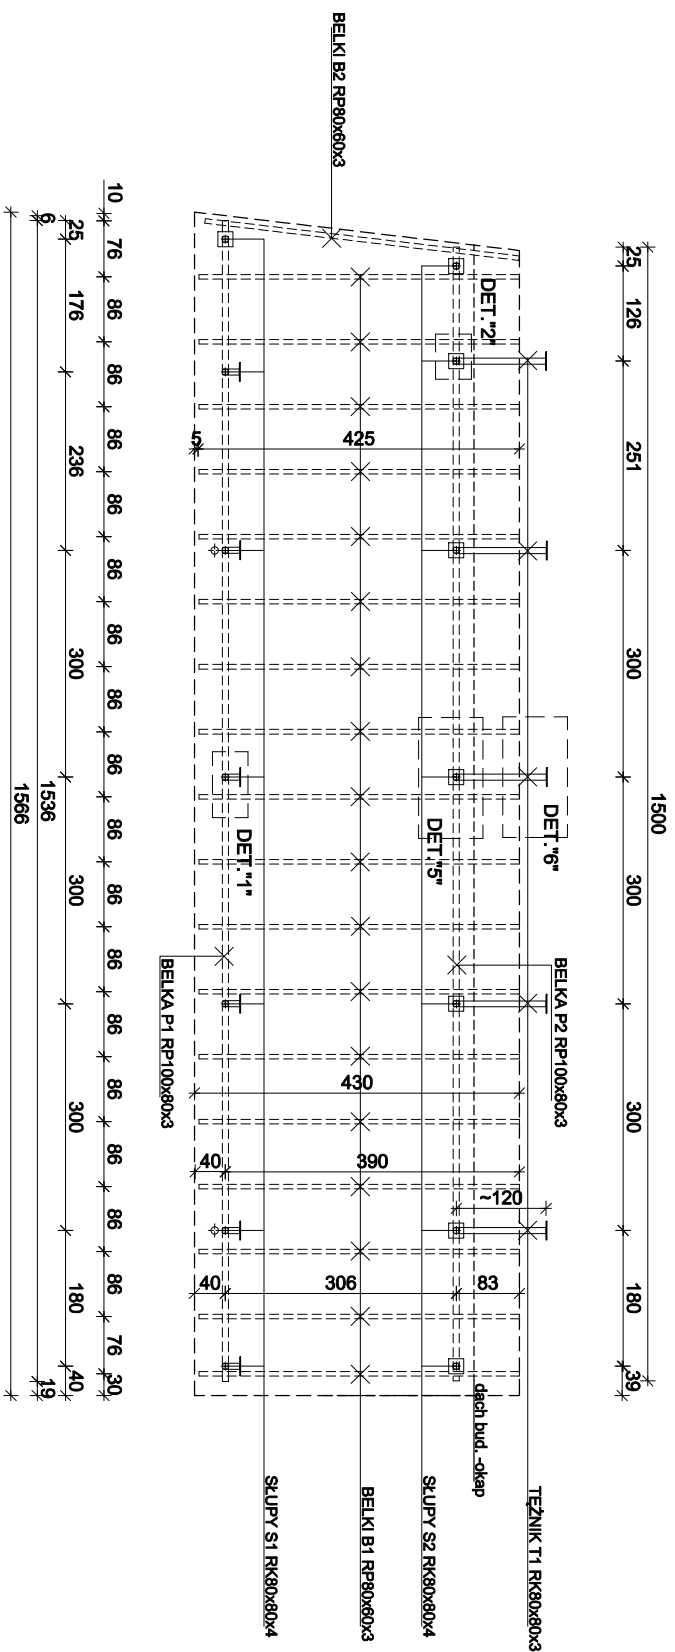 1500
25 126 251 300 300 300 180 39
DET."6"
BELKA P2 RP100x80x3
TĘŻNIK T1 RK80x80x3
DET."2"
~120
83
dach bud. -okap
DET."5"
SŁUPY S2 RK80x80x4
425
430
390
306
BELKI B1 RP80x60x3
BELKI B2 RP80x60x3
SŁUPY S1 RK80x80x4
DET."1"
5
40
40
BELKA P1 RP100x80x3
10 76 86 86 86 86 86 86 86 86 86 86 86 86 86 86 86 86 76 30
25 176 236 300 300 300 180 40
6 1536 19
1566